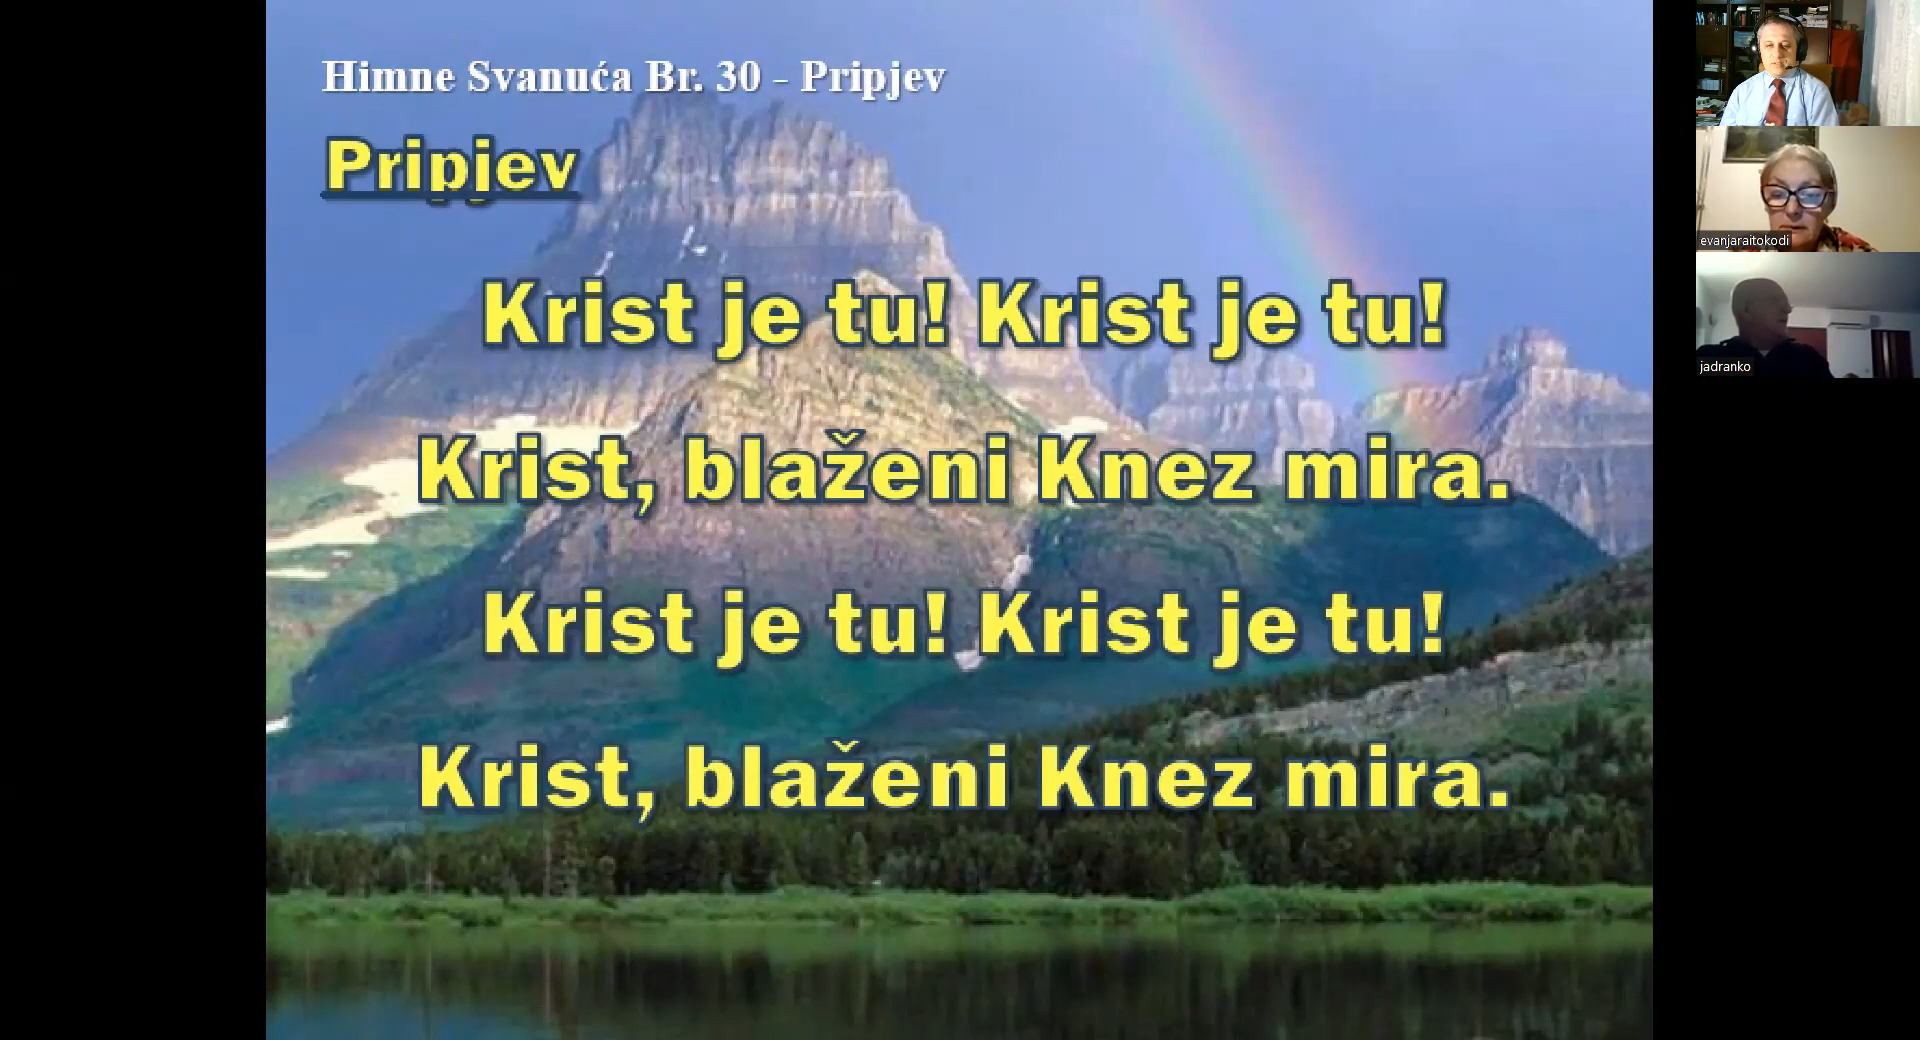 Himne Svanuća Br. 30 - Pripjev
Pripjev
Krist je tu! Krist je tu!
Krist, blaženi Knez mira.
Krist je tu! Krist je tu!
Krist, blaženi Knez mira.
evanjaraitokodi
jadranko